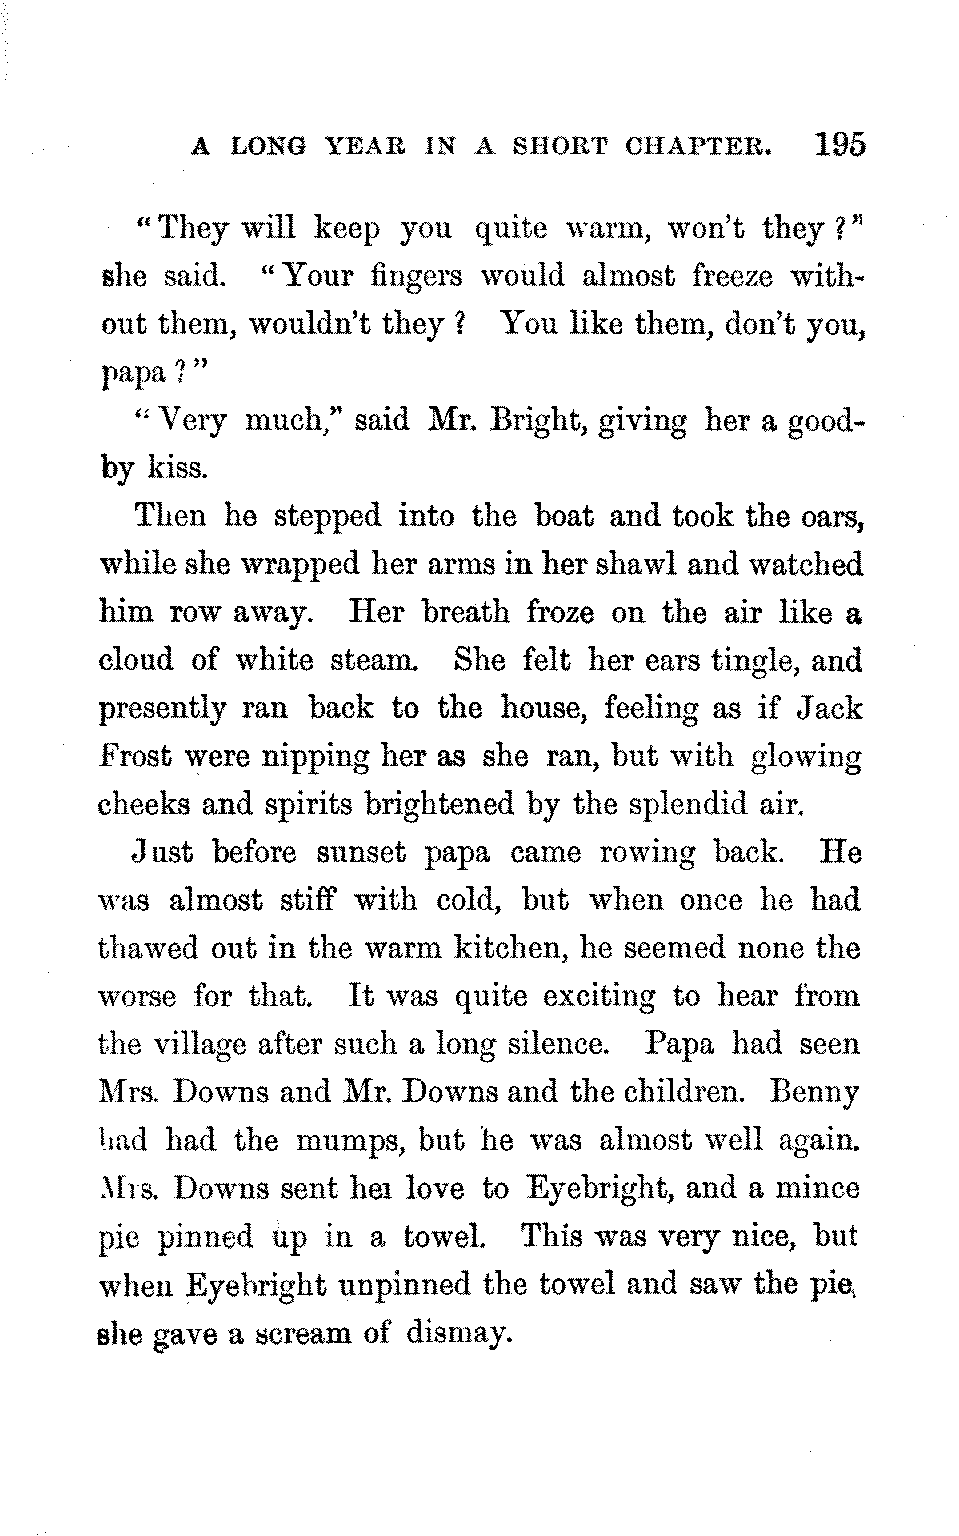 A LONG YEAR IN A SHORT CHAPTER. 195
"They will keep you quite warm, won't they?"
she said. "Your fingers would almost freeze with-
out them, wouldn't they? You like them, don't you,
papa?"
"Very much," said Mr. Bright, giving her a good-
by kiss.
Then he stepped into the boat and took the oars,
while she wrapped her arms in her shawl and watched
him row away. Her breath froze on the air like a
cloud of white steam. She felt her ears tingle, and
presently ran back to the house, feeling as if Jack
Frost were nipping her as she ran, but with glowing
cheeks and spirits brightened by the splendid air.
Just before sunset papa came rowing back. He
was almost stiff with cold, but when once he had
thawed out in the warm kitchen, he seemed none the
worse for that. It was quite exciting to hear from
the village after such a long silence. Papa had seen
Mrs. Downs and Mr. Downs and the children. Benny
had had the mumps, but he was almost well again.
Mrs. Downs sent her love to Eyebright, and a mince
pie pinned up in a towel. This was very nice, but
when Eyebright unpinned the towel and saw the pie,
she gave a scream of dismay.